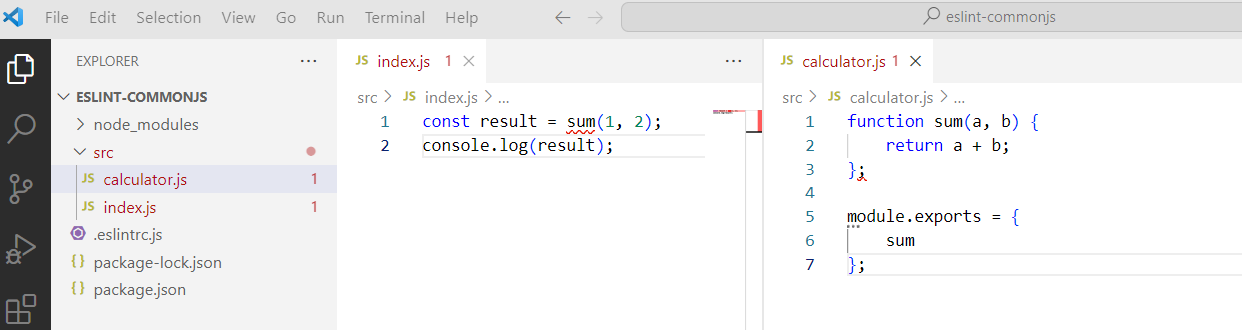 File Edit Selection View Go Run Terminal Help ← → eslint-commonjs
EXPLORER ...
ESLINT-COMMONJS
node_modules
src
JS calculator.js 1
JS index.js 1
.eslintrc.js
{} package-lock.json
{} package.json
JS index.js 1 × ...
src > JS index.js > ...
1 const result = sum(1, 2);
2 console.log(result);
JS calculator.js 1 ×
src > JS calculator.js > ...
1 function sum(a, b) {
2 return a + b;
3 };
4
5 module.exports = {
6 sum
7 };